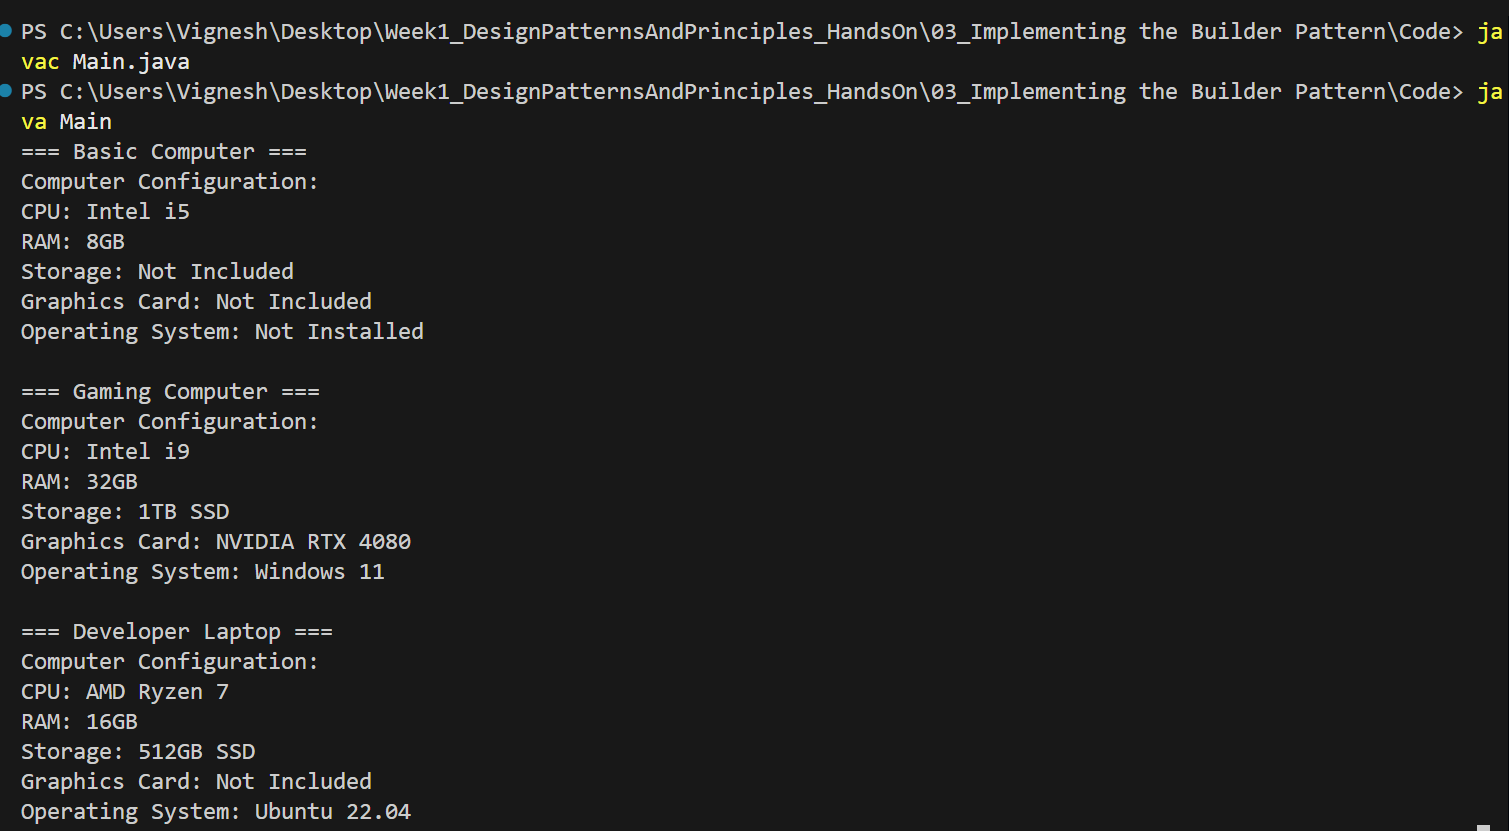 PS C:\Users\Vignesh\Desktop\Week1_DesignPatternsAndPrinciples_HandsOn\03_Implementing the Builder Pattern\Code> ja
vac Main.java
PS C:\Users\Vignesh\Desktop\Week1_DesignPatternsAndPrinciples_HandsOn\03_Implementing the Builder Pattern\Code> ja
va Main
=== Basic Computer ===
Computer Configuration:
CPU: Intel i5
RAM: 8GB
Storage: Not Included
Graphics Card: Not Included
Operating System: Not Installed

=== Gaming Computer ===
Computer Configuration:
CPU: Intel i9
RAM: 32GB
Storage: 1TB SSD
Graphics Card: NVIDIA RTX 4080
Operating System: Windows 11

=== Developer Laptop ===
Computer Configuration:
CPU: AMD Ryzen 7
RAM: 16GB
Storage: 512GB SSD
Graphics Card: Not Included
Operating System: Ubuntu 22.04